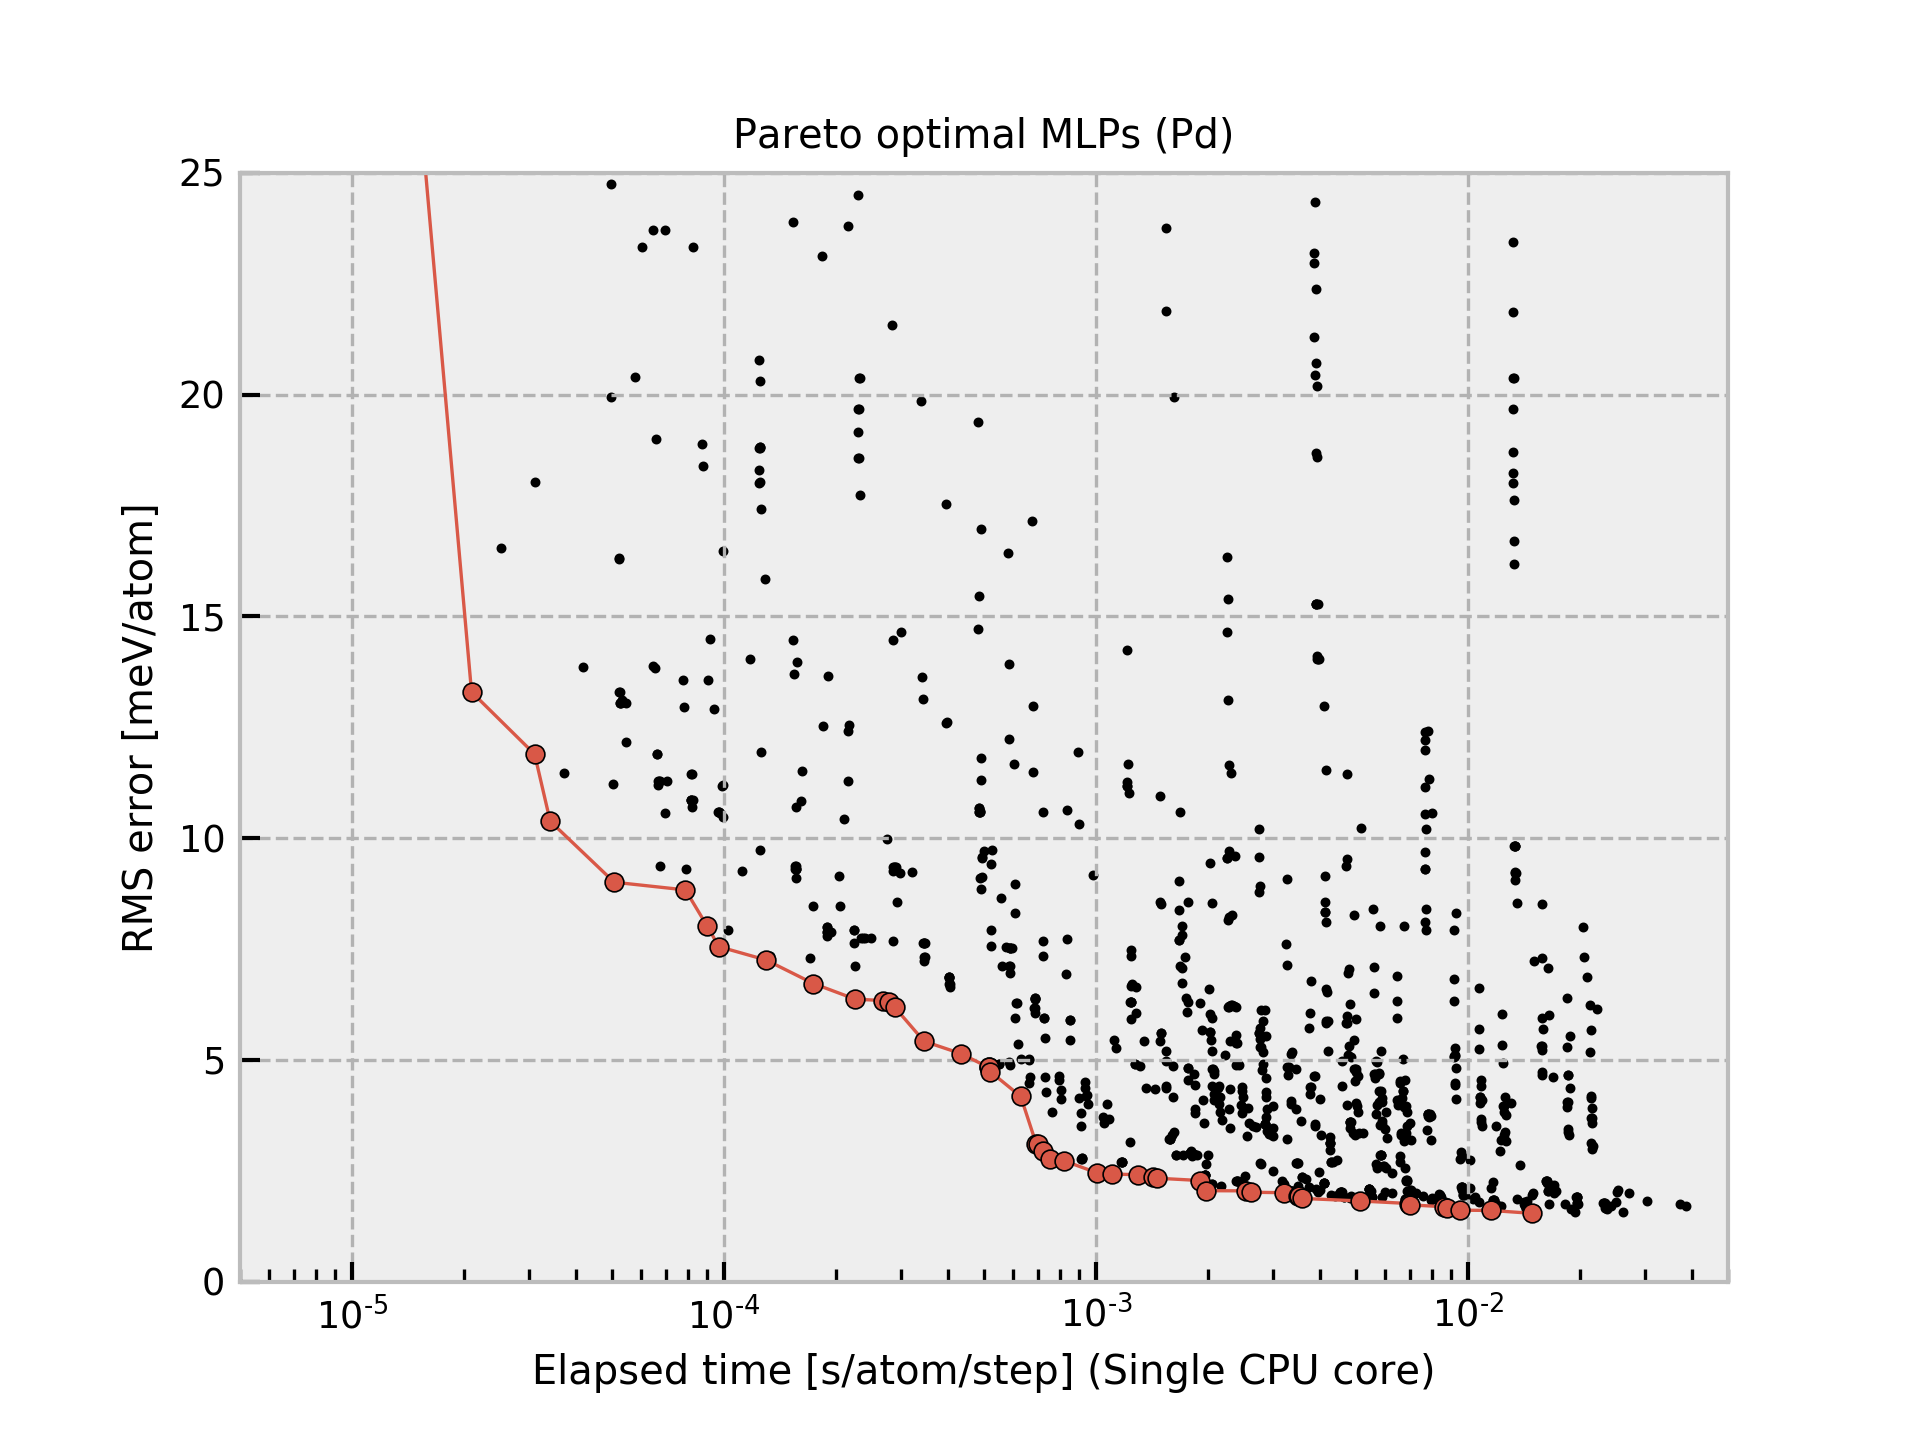 Pareto optimal MLPs (Pd)
25
20
15
10
5
0
RMS error [meV/atom]
10-5 10-4 10-3 10-2
Elapsed time [s/atom/step] (Single CPU core)